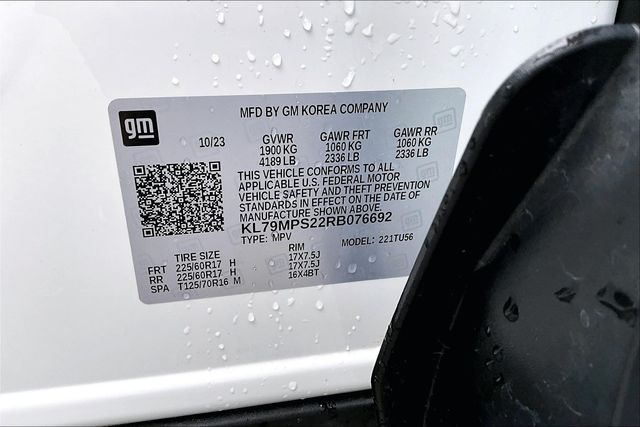 MFD BY GM KOREA COMPANY
gm
10/23 GVWR GAWR FRT GAWR RR
1900 KG 1060 KG 1060 KG
4189 LB 2336 LB 2336 LB
THIS VEHICLE CONFORMS TO ALL
APPLICABLE U.S. FEDERAL MOTOR
VEHICLE SAFETY AND THEFT PREVENTION
STANDARDS IN EFFECT ON THE DATE OF
MANUFACTURE SHOWN ABOVE
KL79MPS22RB076692
TYPE: MPV MODEL: 221TU56
TIRE SIZE RIM
FRT 225/60R17 H 17X7.5J
RR 225/60R17 H 17X7.5J
SPA T125/70R16 M 16X4BT